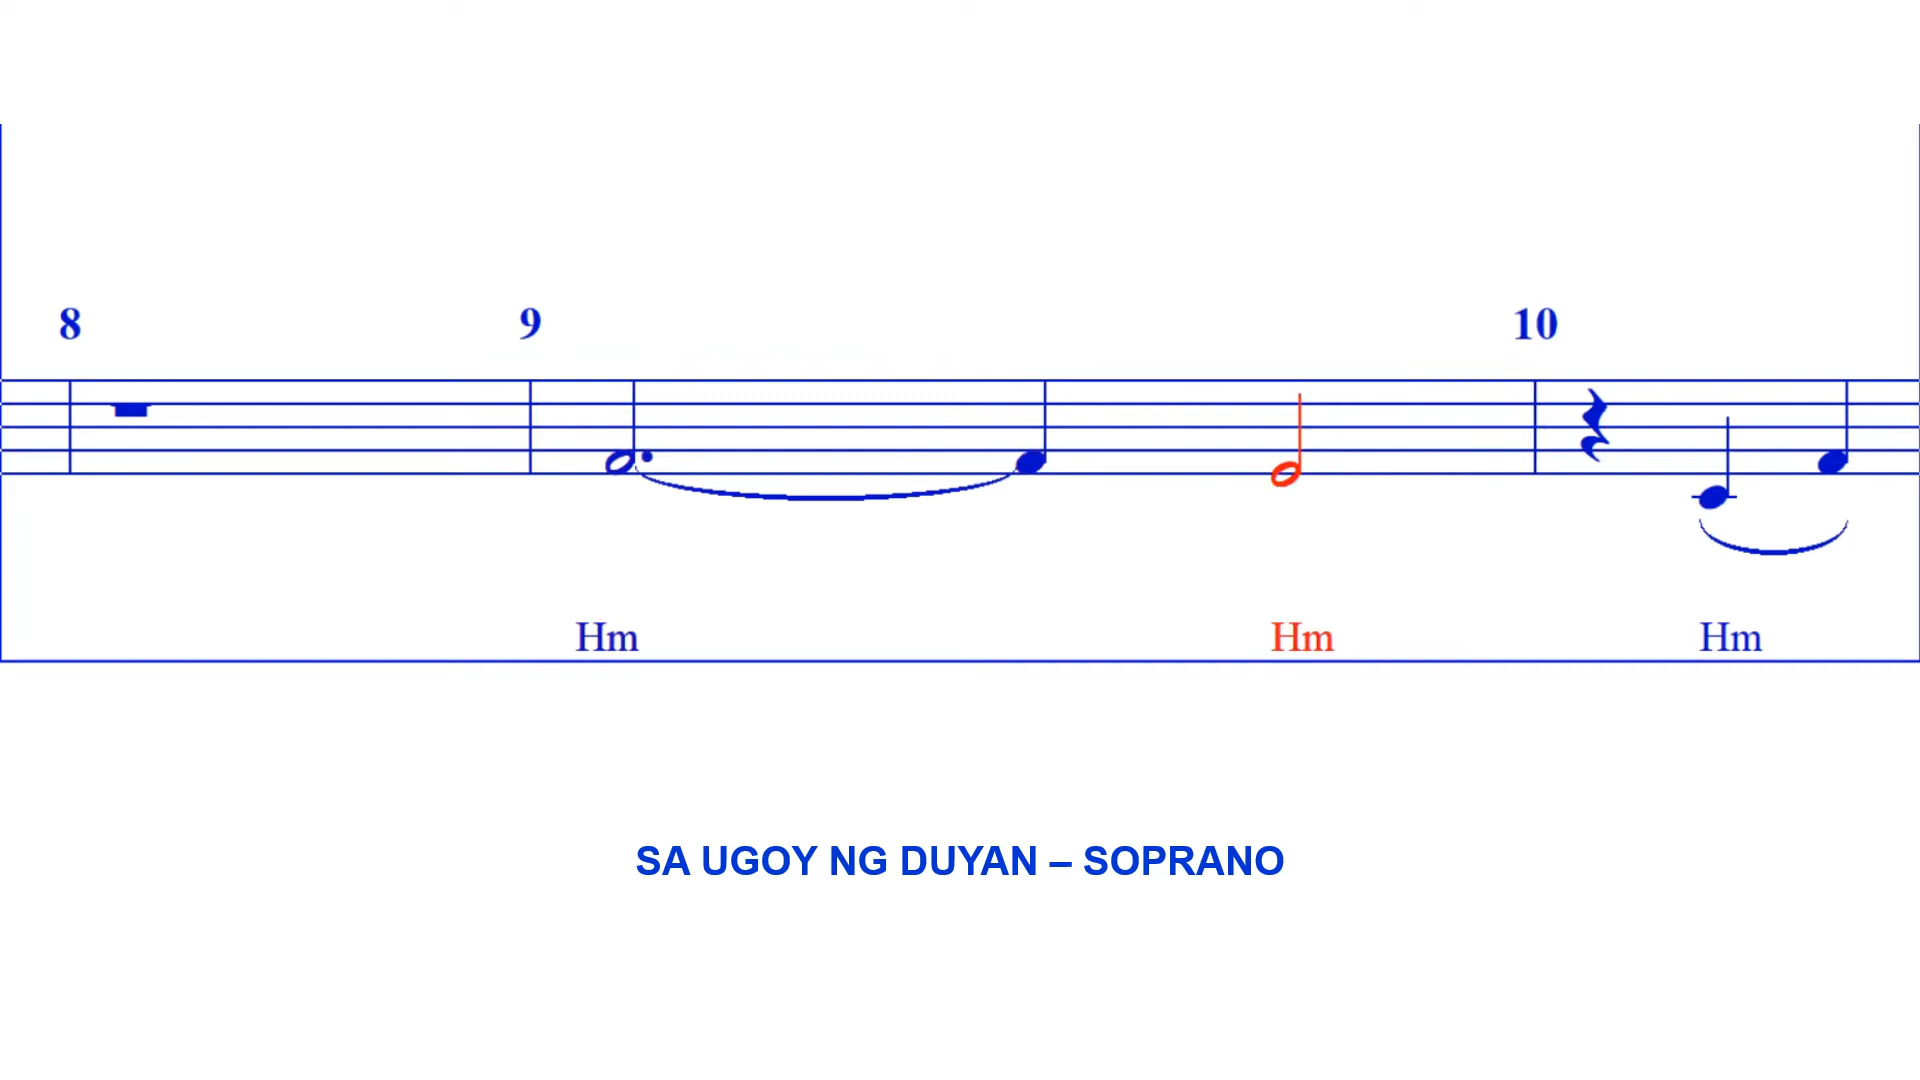 8 9 10
Hm Hm Hm
SA UGOY NG DUYAN – SOPRANO